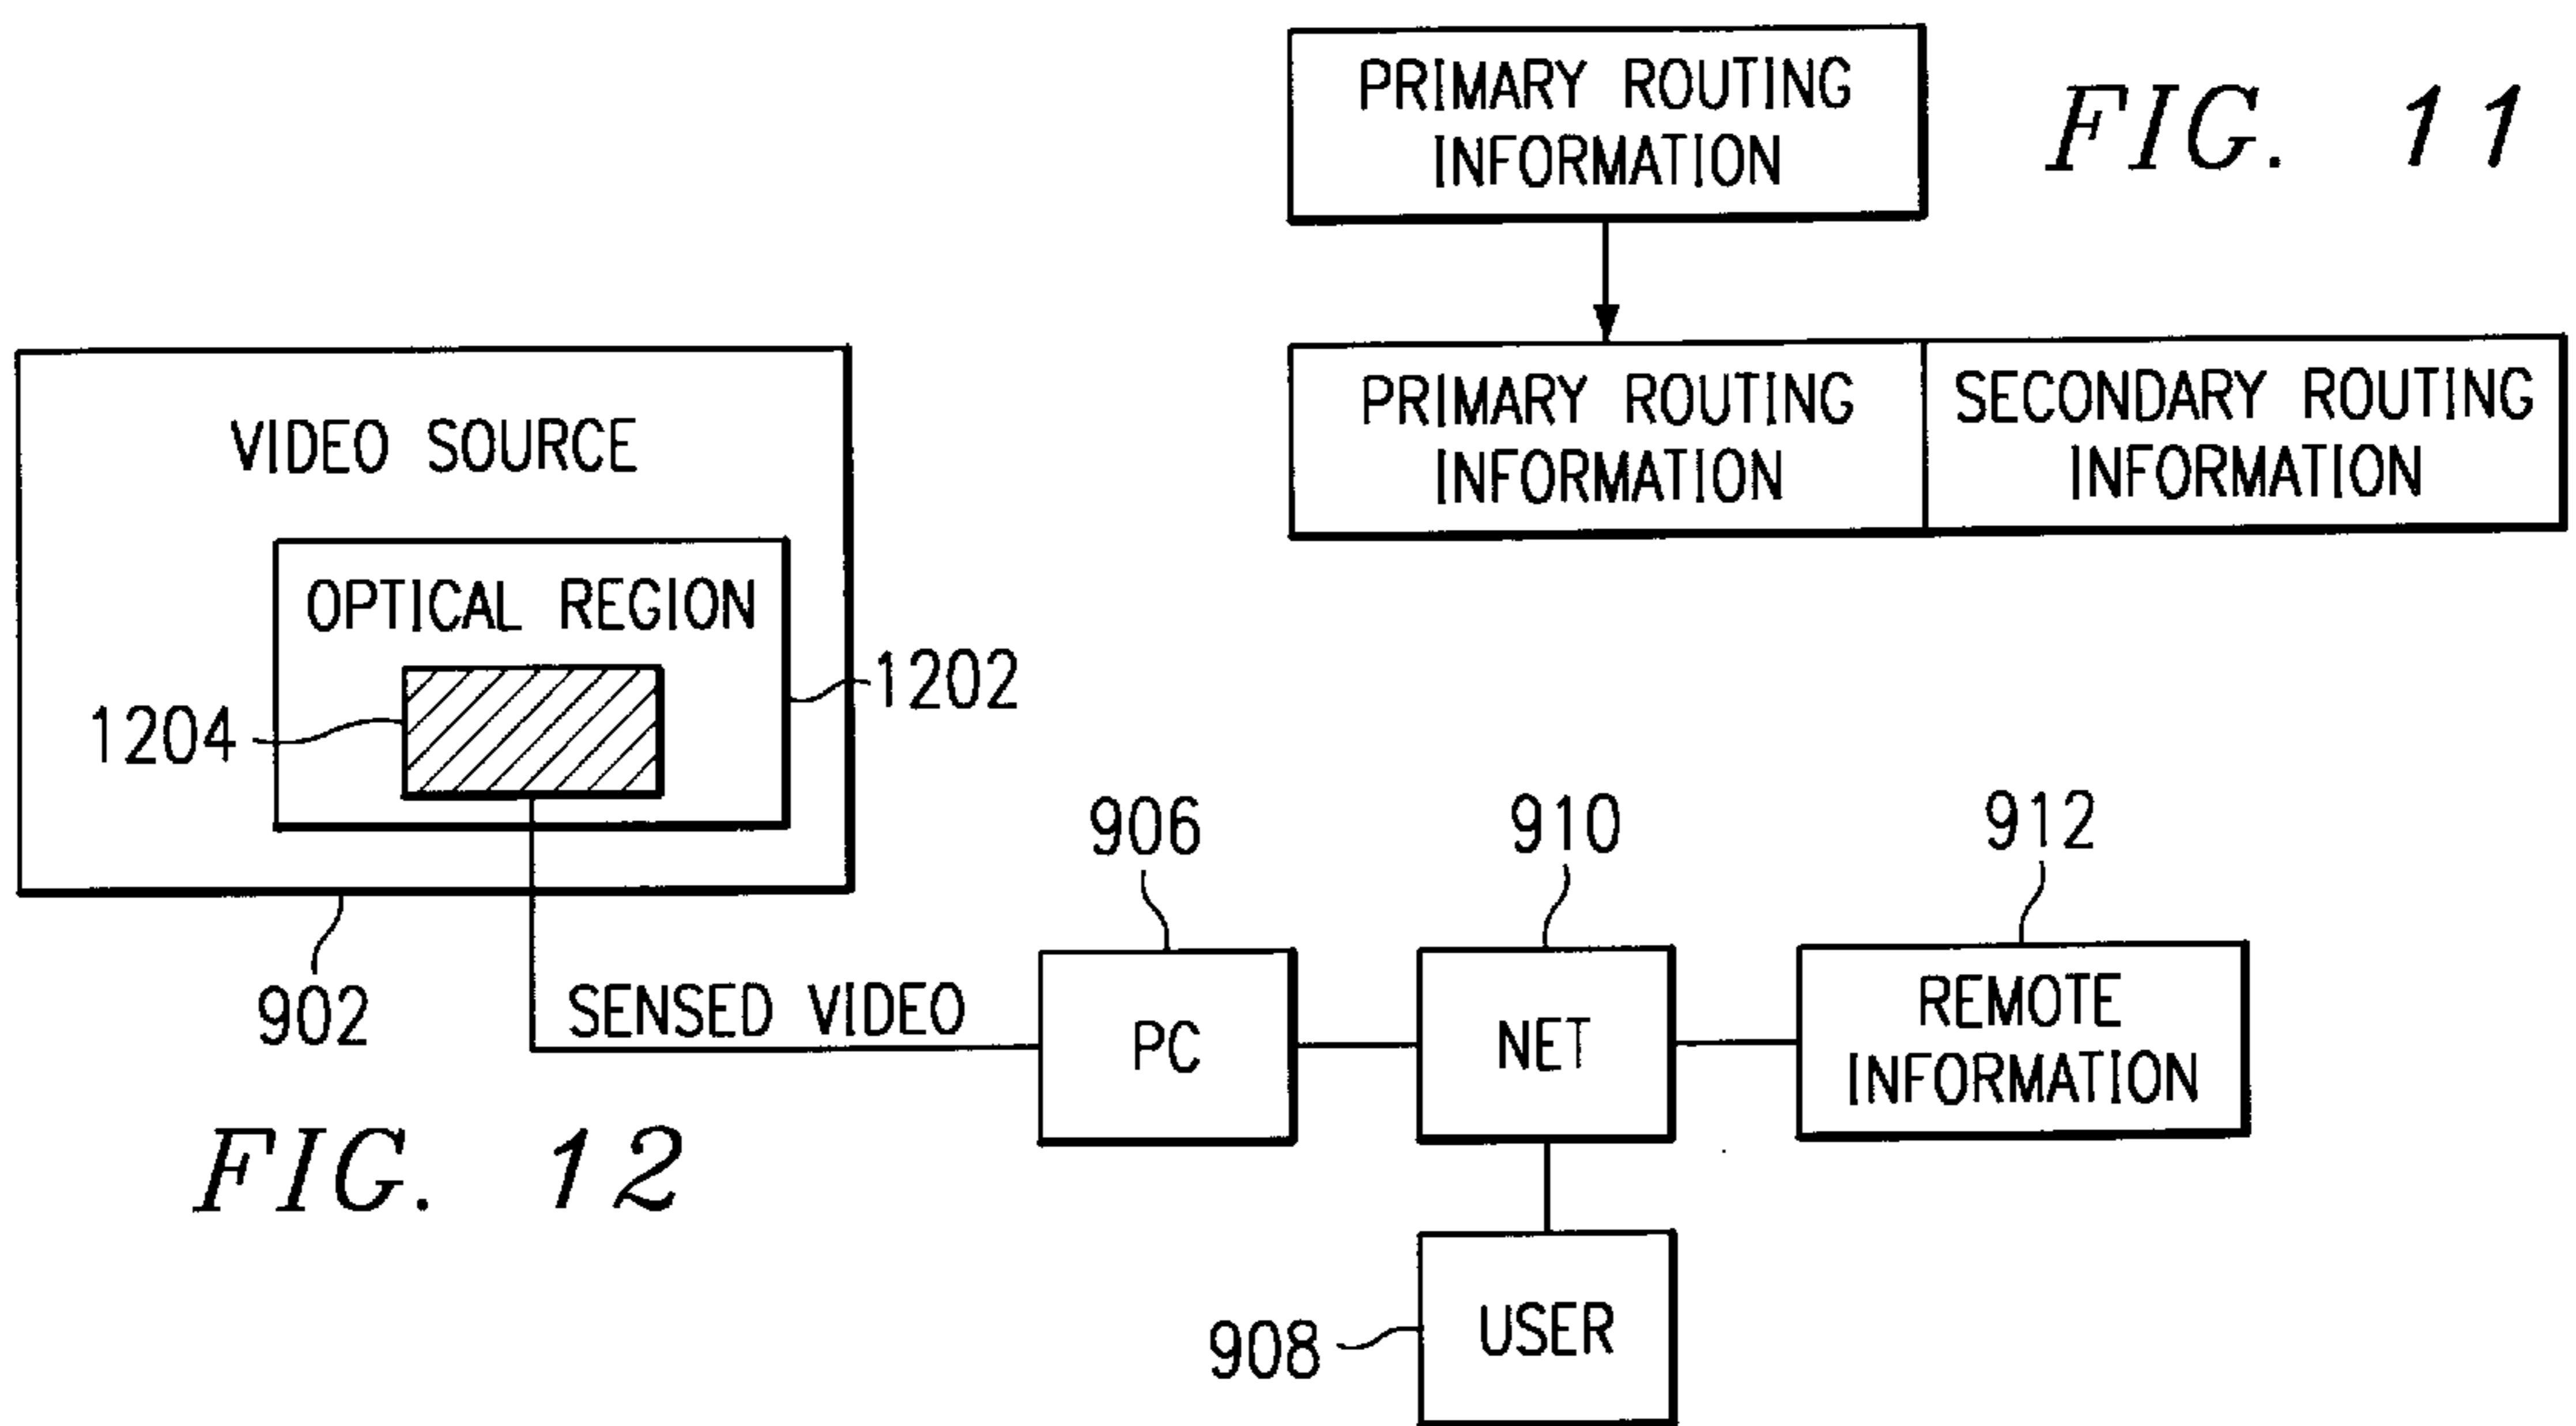 PRIMARY ROUTING
INFORMATION
FIG. 11
PRIMARY ROUTING
INFORMATION
SECONDARY ROUTING
INFORMATION
VIDEO SOURCE
OPTICAL REGION
1202
1204
902
SENSED VIDEO
906
PC
910
NET
912
REMOTE
INFORMATION
908
USER
FIG. 12